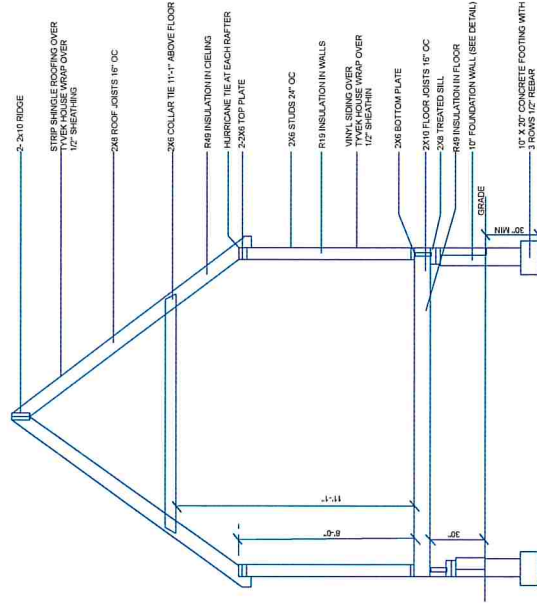 2- 2x10 RIDGE
STRIP SHINGLE ROOFING OVER
TYVEK HOUSE WRAP OVER
1/2" SHEATHING
2X8 ROOF JOISTS 16" OC
2X6 COLLAR TIE 11'-1" ABOVE FLOOR
R49 INSULATION IN CIELING
HURRICANE TIE AT EACH RAFTER
2-2X6 TOP PLATE
2X6 STUDS 24" OC
R19 INSULATION IN WALLS
VINYL SIDING OVER
TYVEK HOUSE WRAP OVER
1/2" SHEATHIN
2X6 BOTTOM PLATE
2X10 FLOOR JOISTS 16" OC
2X8 TREATED SILL
R49 INSULATION IN FLOOR
10" FOUNDATION WALL (SEE DETAIL)
GRADE
30" MIN
10" X 20" CONCRETE FOOTING WITH
3 ROWS 1/2" REBAR
11'-1"
8'-0"
30"